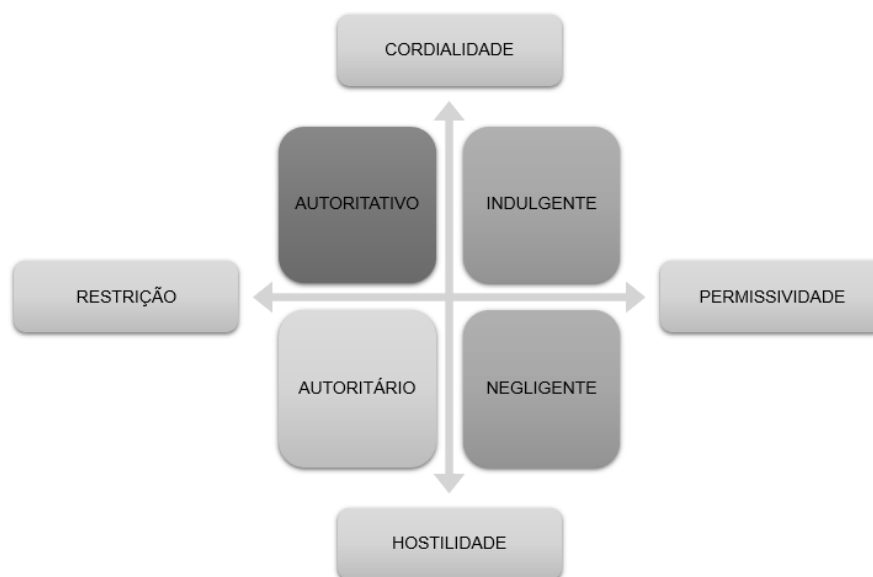 CORDIALIDADE
AUTORITATIVO
INDULGENTE
RESTRIÇÃO
PERMISSIVIDADE
AUTORITÁRIO
NEGLIGENTE
HOSTILIDADE